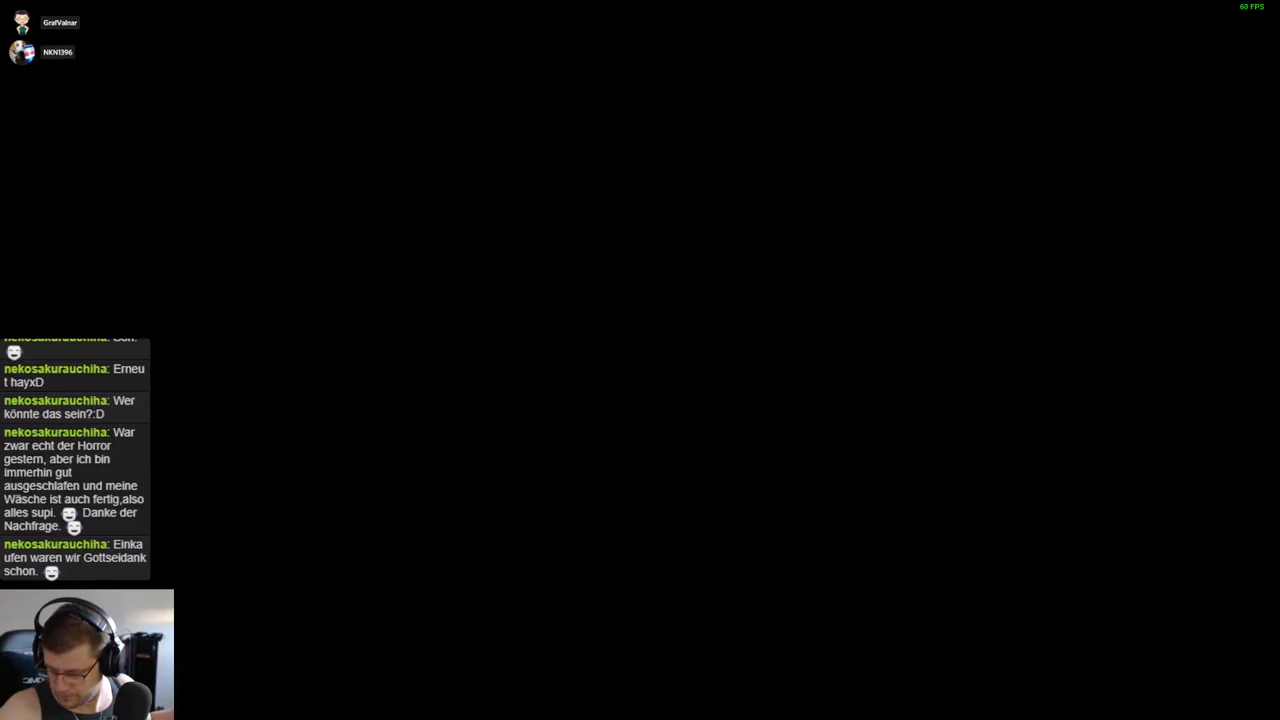 GrafValnar
60 FPS
NKN1396
nekosakurauchiha:
nekosakurauchiha: Erneu
t hayxD
nekosakurauchiha: Wer
könnte das sein?:D
nekosakurauchiha: War
zwar echt der Horror
gestern, aber ich bin
immerhin gut
ausgeschlafen und meine
Wäsche ist auch fertig,also
alles supi. Danke der
Nachfrage.
nekosakurauchiha: Einka
ufen waren wir Gottseidank
schon.